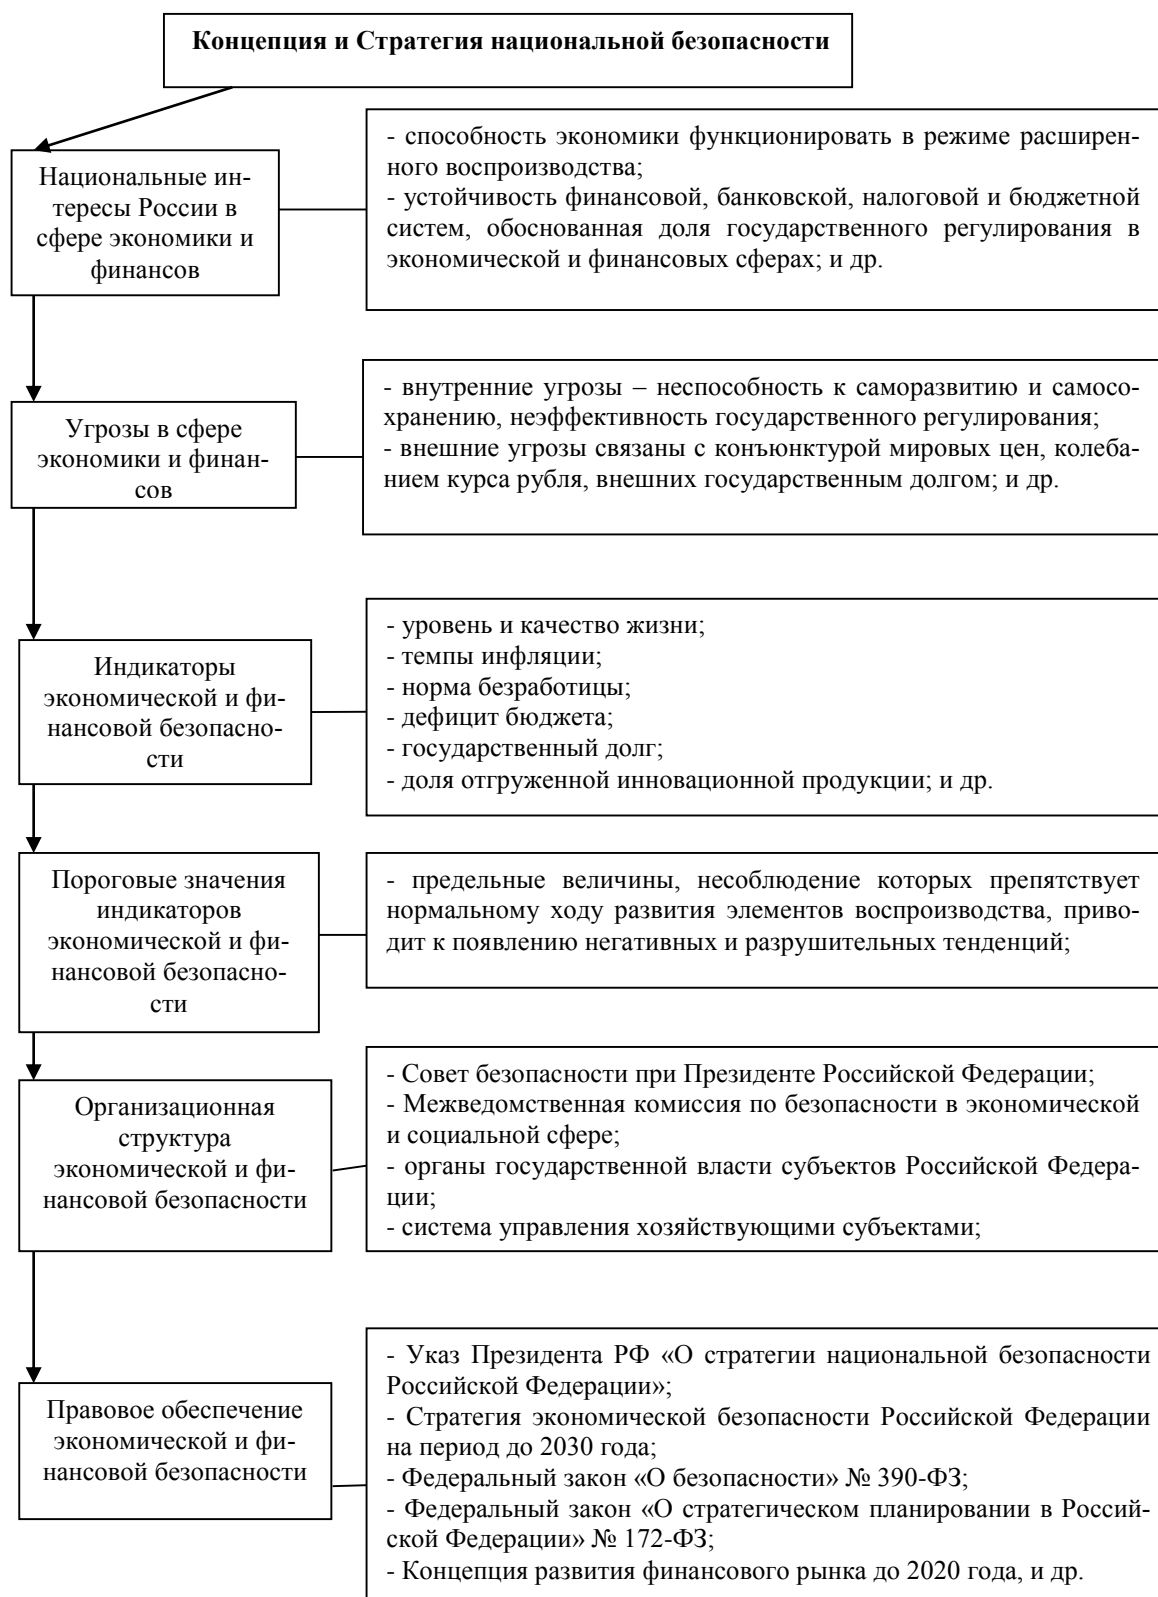 Концепция и Стратегия национальной безопасности
Национальные ин-
тересы России в
сфере экономики и
финансов
- способность экономики функционировать в режиме расширен-
ного воспроизводства;
- устойчивость финансовой, банковской, налоговой и бюджетной
систем, обоснованная доля государственного регулирования в
экономической и финансовых сферах; и др.
Угрозы в сфере
экономики и финан-
сов
- внутренние угрозы – неспособность к саморазвитию и самосо-
хранению, неэффективность государственного регулирования;
- внешние угрозы связаны с конъюнктурой мировых цен, колеба-
нием курса рубля, внешних государственным долгом; и др.
Индикаторы
экономической и фи-
нансовой безопасно-
сти
- уровень и качество жизни;
- темпы инфляции;
- норма безработицы;
- дефицит бюджета;
- государственный долг;
- доля отгруженной инновационной продукции; и др.
Пороговые значения
индикаторов
экономической и фи-
нансовой безопасно-
сти
- предельные величины, несоблюдение которых препятствует
нормальному ходу развития элементов воспроизводства, приво-
дит к появлению негативных и разрушительных тенденций;
Организационная
структура
экономической и фи-
нансовой безопасности
- Совет безопасности при Президенте Российской Федерации;
- Межведомственная комиссия по безопасности в экономической
и социальной сфере;
- органы государственной власти субъектов Российской Федера-
ции;
- система управления хозяйствующими субъектами;
Правовое обеспечение
экономической и фи-
нансовой безопасности
- Указ Президента РФ «О стратегии национальной безопасности
Российской Федерации»;
- Стратегия экономической безопасности Российской Федерации
на период до 2030 года;
- Федеральный закон «О безопасности» № 390-ФЗ;
- Федеральный закон «О стратегическом планировании в Россий-
ской Федерации» № 172-ФЗ;
- Концепция развития финансового рынка до 2020 года, и др.